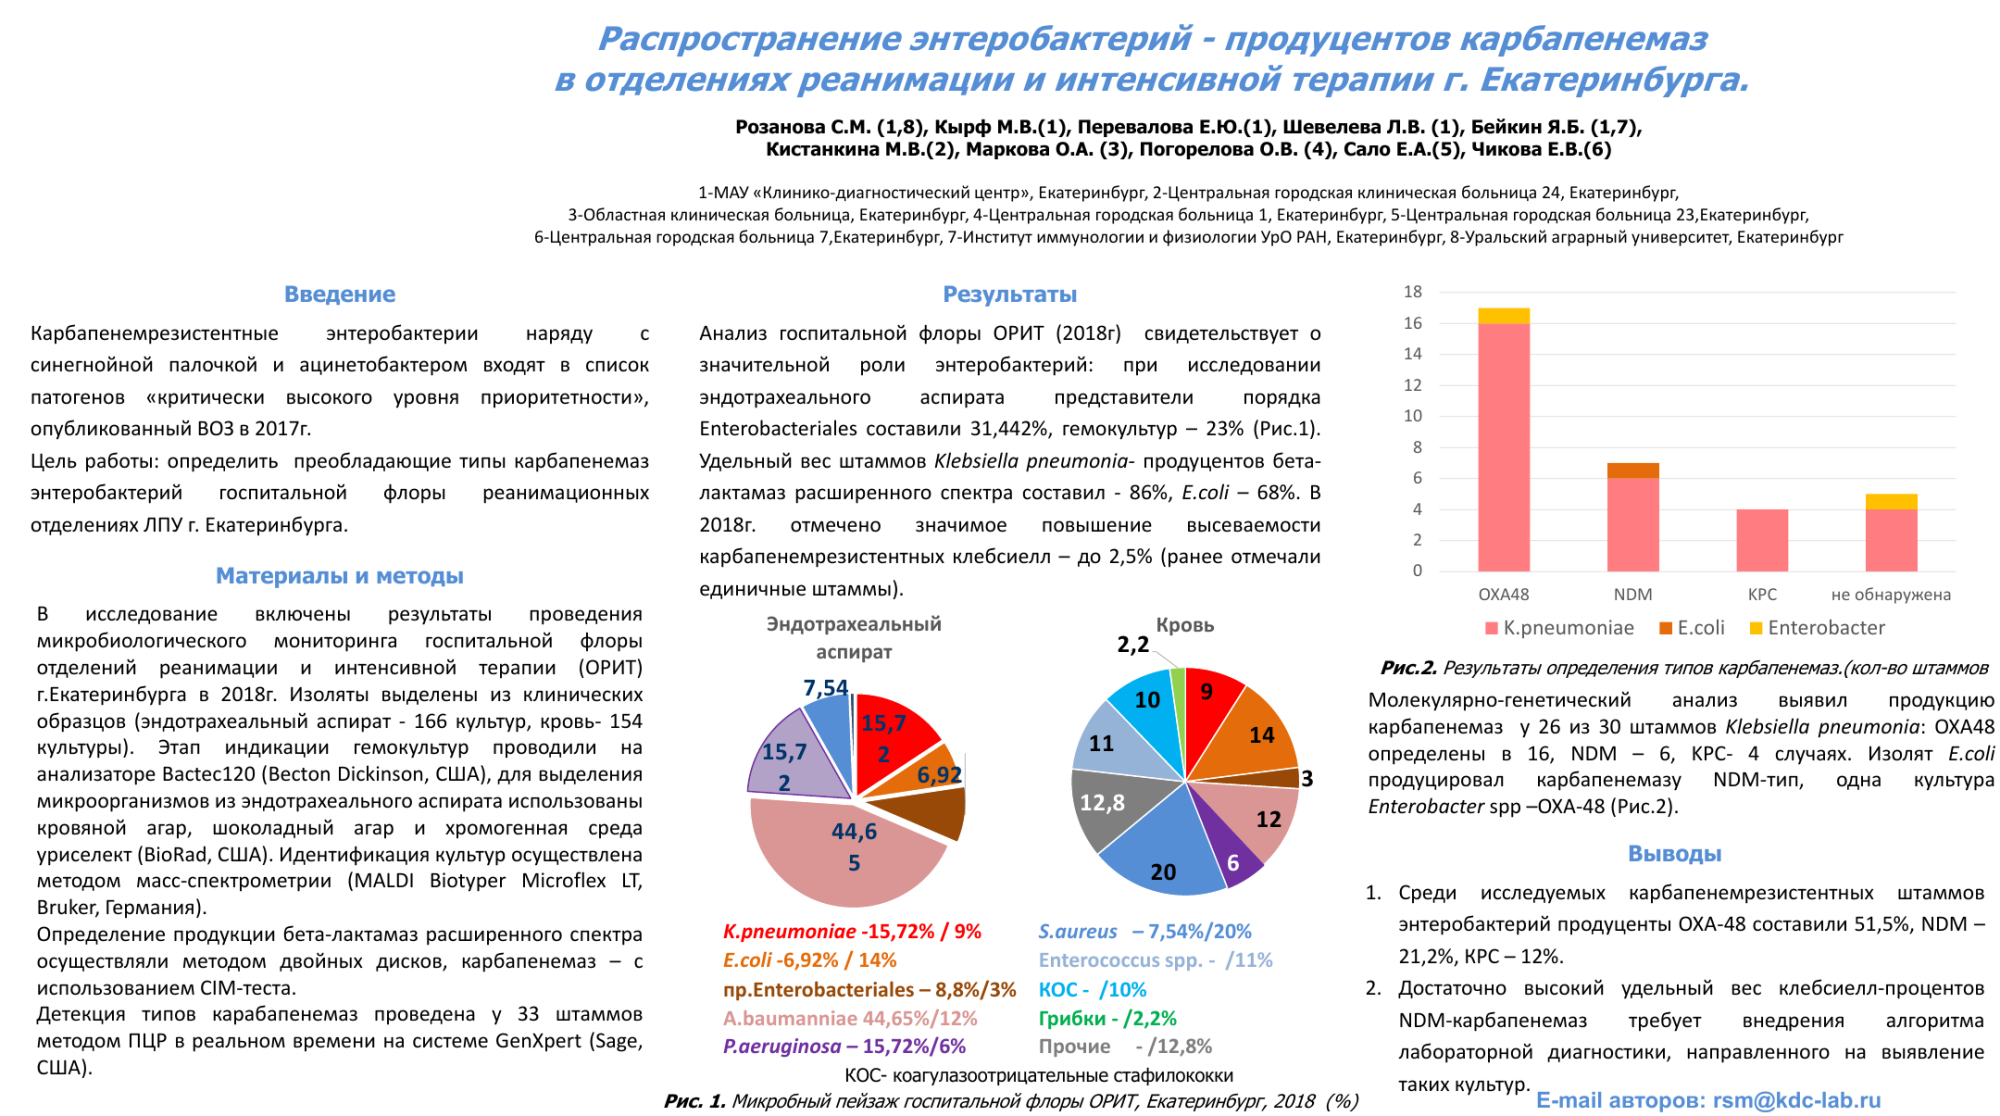 Распространение энтеробактерий - продуцентов карбапенемаз
в отделениях реанимации и интенсивной терапии г. Екатеринбурга.
Розанова С.М. (1,8), Кырф М.В.(1), Перевалова Е.Ю.(1), Шевелева Л.В. (1), Бейкин Я.Б. (1,7),
Кистанкина М.В.(2), Маркова О.А. (3), Погорелова О.В. (4), Сало Е.А.(5), Чикова Е.В.(6)
1-МАУ «Клинико-диагностический центр», Екатеринбург, 2-Центральная городская клиническая больница 24, Екатеринбург,
3-Областная клиническая больница, Екатеринбург, 4-Центральная городская больница 1, Екатеринбург, 5-Центральная городская больница 23,Екатеринбург,
6-Центральная городская больница 7,Екатеринбург, 7-Институт иммунологии и физиологии УрО РАН, Екатеринбург, 8-Уральский аграрный университет, Екатеринбург
Введение
Карбапенемрезистентные энтеробактерии наряду с
синегнойной палочкой и ацинетобактером входят в список
патогенов «критически высокого уровня приоритетности»,
опубликованный ВОЗ в 2017г.
Цель работы: определить преобладающие типы карбапенемаз
энтеробактерий госпитальной флоры реанимационных
отделениях ЛПУ г. Екатеринбурга.
Материалы и методы
В исследование включены результаты проведения
микробиологического мониторинга госпитальной флоры
отделений реанимации и интенсивной терапии (ОРИТ)
г.Екатеринбурга в 2018г. Изоляты выделены из клинических
образцов (эндотрахеальный аспират - 166 культур, кровь- 154
культуры). Этап индикации гемокультур проводили на
анализаторе Bactec120 (Becton Dickinson, США), для выделения
микроорганизмов из эндотрахеального аспирата использованы
кровяной агар, шоколадный агар и хромогенная среда
уриселект (BioRad, США). Идентификация культур осуществлена
методом масс-спектрометрии (MALDI Biotyper Microflex LT,
Bruker, Германия).
Определение продукции бета-лактамаз расширенного спектра
осуществляли методом двойных дисков, карбапенемаз – с
использованием CIM-теста.
Детекция типов карабапенемаз проведена у 33 штаммов
методом ПЦР в реальном времени на системе GenXpert (Sage,
США).
Результаты
Анализ госпитальной флоры ОРИТ (2018г) свидетельствует о
значительной роли энтеробактерий: при исследовании
эндотрахеального аспирата представители порядка
Enterobacteriales составили 31,442%, гемокультур – 23% (Рис.1).
Удельный вес штаммов Klebsiella pneumonia- продуцентов бета-
лактамаз расширенного спектра составил - 86%, E.coli – 68%. В
2018г. отмечено значимое повышение высеваемости
карбапенемрезистентных клебсиелл – до 2,5% (ранее отмечали
единичные штаммы).
Эндотрахеальный
аспират
7,54
15,7
2
6,92
15,7
2
44,6
5
Кровь
2,2
9
10
14
11
3
12,8
12
6
20
K.pneumoniae -15,72% / 9%
E.coli -6,92% / 14%
пр.Enterobacteriales – 8,8%/3%
A.baumanniae 44,65%/12%
P.aeruginosa – 15,72%/6%
S.aureus – 7,54%/20%
Enterococcus spp. - /11%
КОС - /10%
Грибки - /2,2%
Прочие - /12,8%
КОС- коагулазоотрицательные стафилококки
Рис. 1. Микробный пейзаж госпитальной флоры ОРИТ, Екатеринбург, 2018 (%)
18
16
14
12
10
8
6
4
2
0
OXA48 NDM KPC не обнаружена
K.pneumoniae E.coli Enterobacter
Рис.2. Результаты определения типов карбапенемаз.(кол-во штаммов
Молекулярно-генетический анализ выявил продукцию
карбапенемаз у 26 из 30 штаммов Klebsiella pneumonia: OXA48
определены в 16, NDM – 6, KPC- 4 случаях. Изолят E.coli
продуцировал карбапенемазу NDM-тип, одна культура
Enterobacter spp –OXA-48 (Рис.2).
Выводы
1. Среди исследуемых карбапенемрезистентных штаммов
энтеробактерий продуценты OXA-48 составили 51,5%, NDM –
21,2%, KPC – 12%.
2. Достаточно высокий удельный вес клебсиелл-процентов
NDM-карбапенемаз требует внедрения алгоритма
лабораторной диагностики, направленного на выявление
таких культур.
E-mail авторов: rsm@kdc-lab.ru